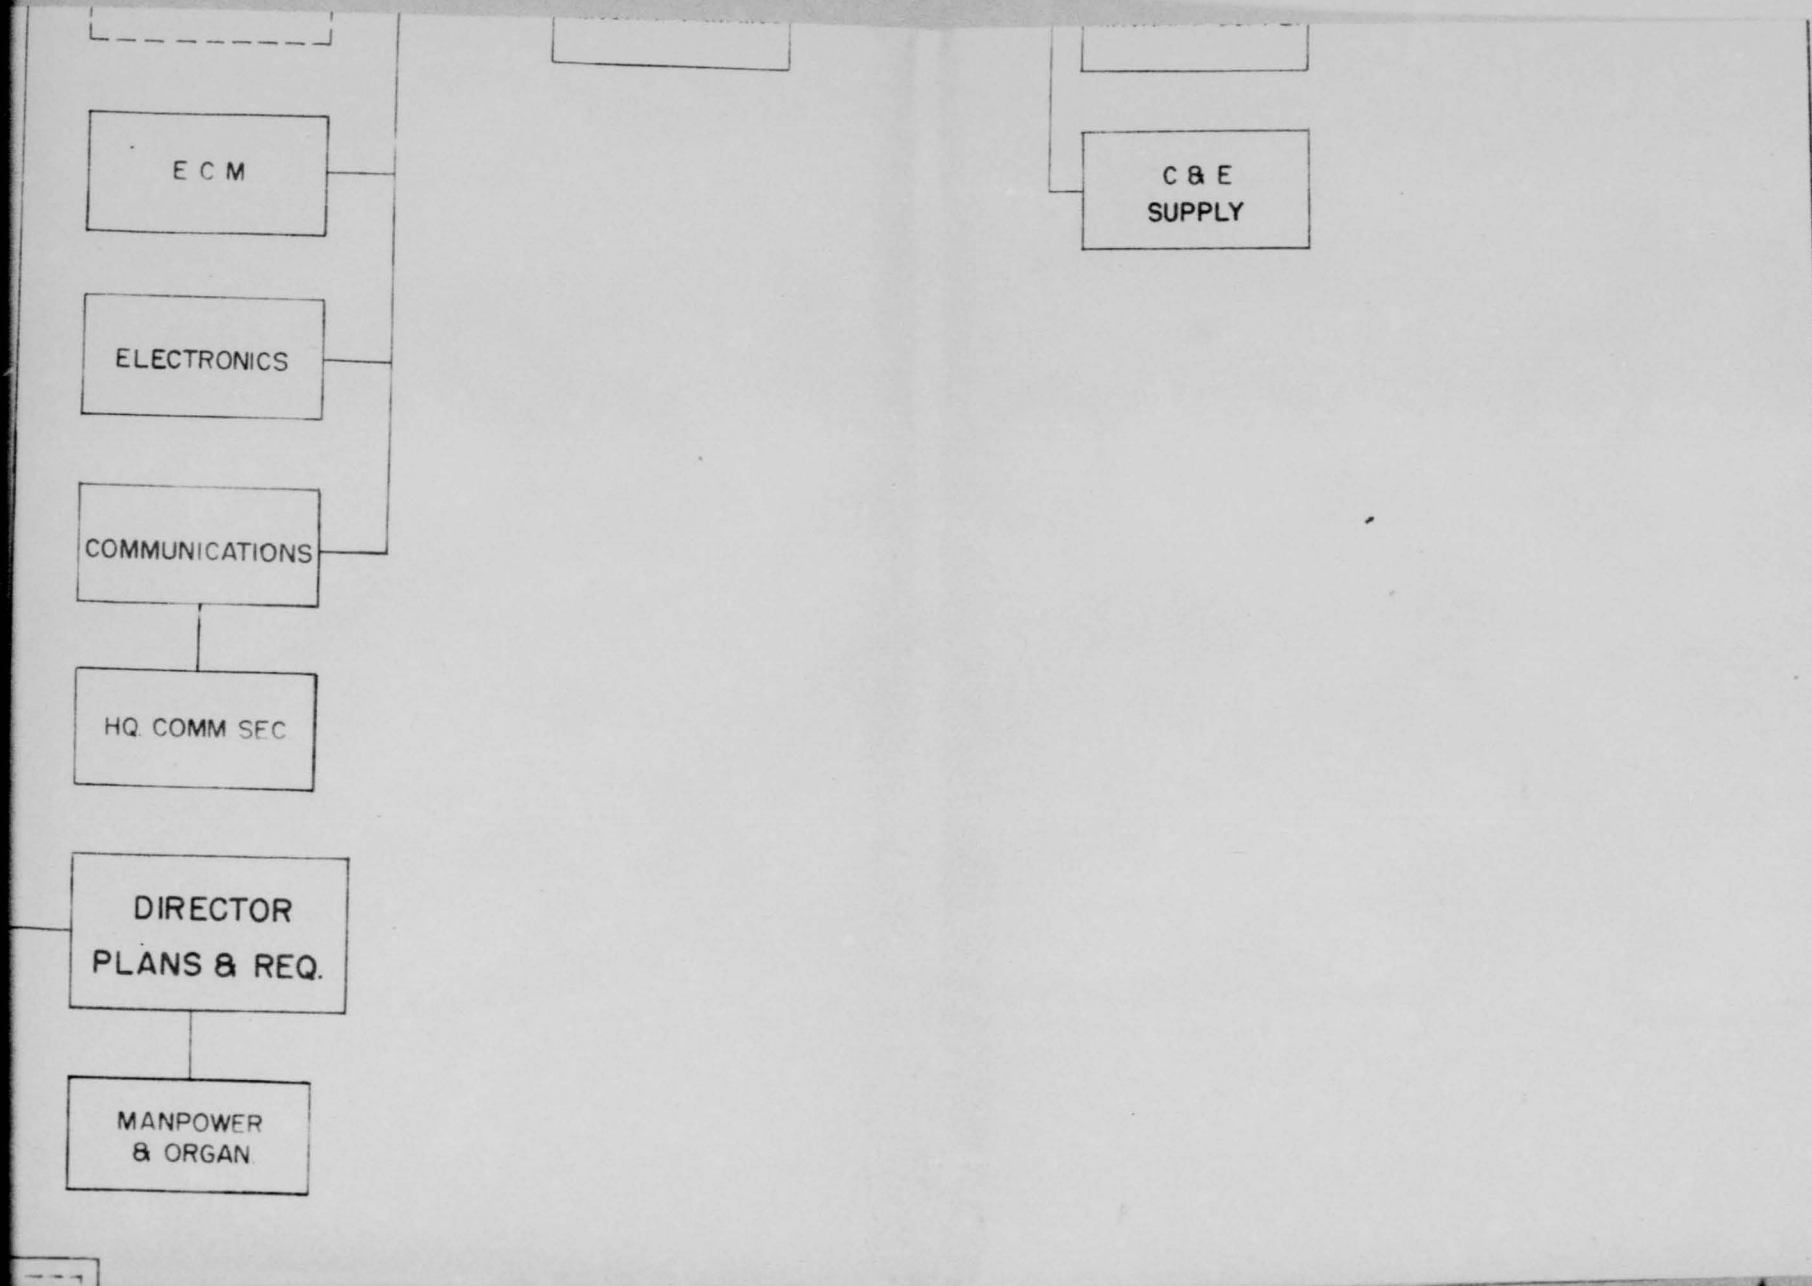 E C M
C & E
SUPPLY
ELECTRONICS
COMMUNICATIONS
HQ. COMM SEC
DIRECTOR
PLANS & REQ.
MANPOWER
& ORGAN.